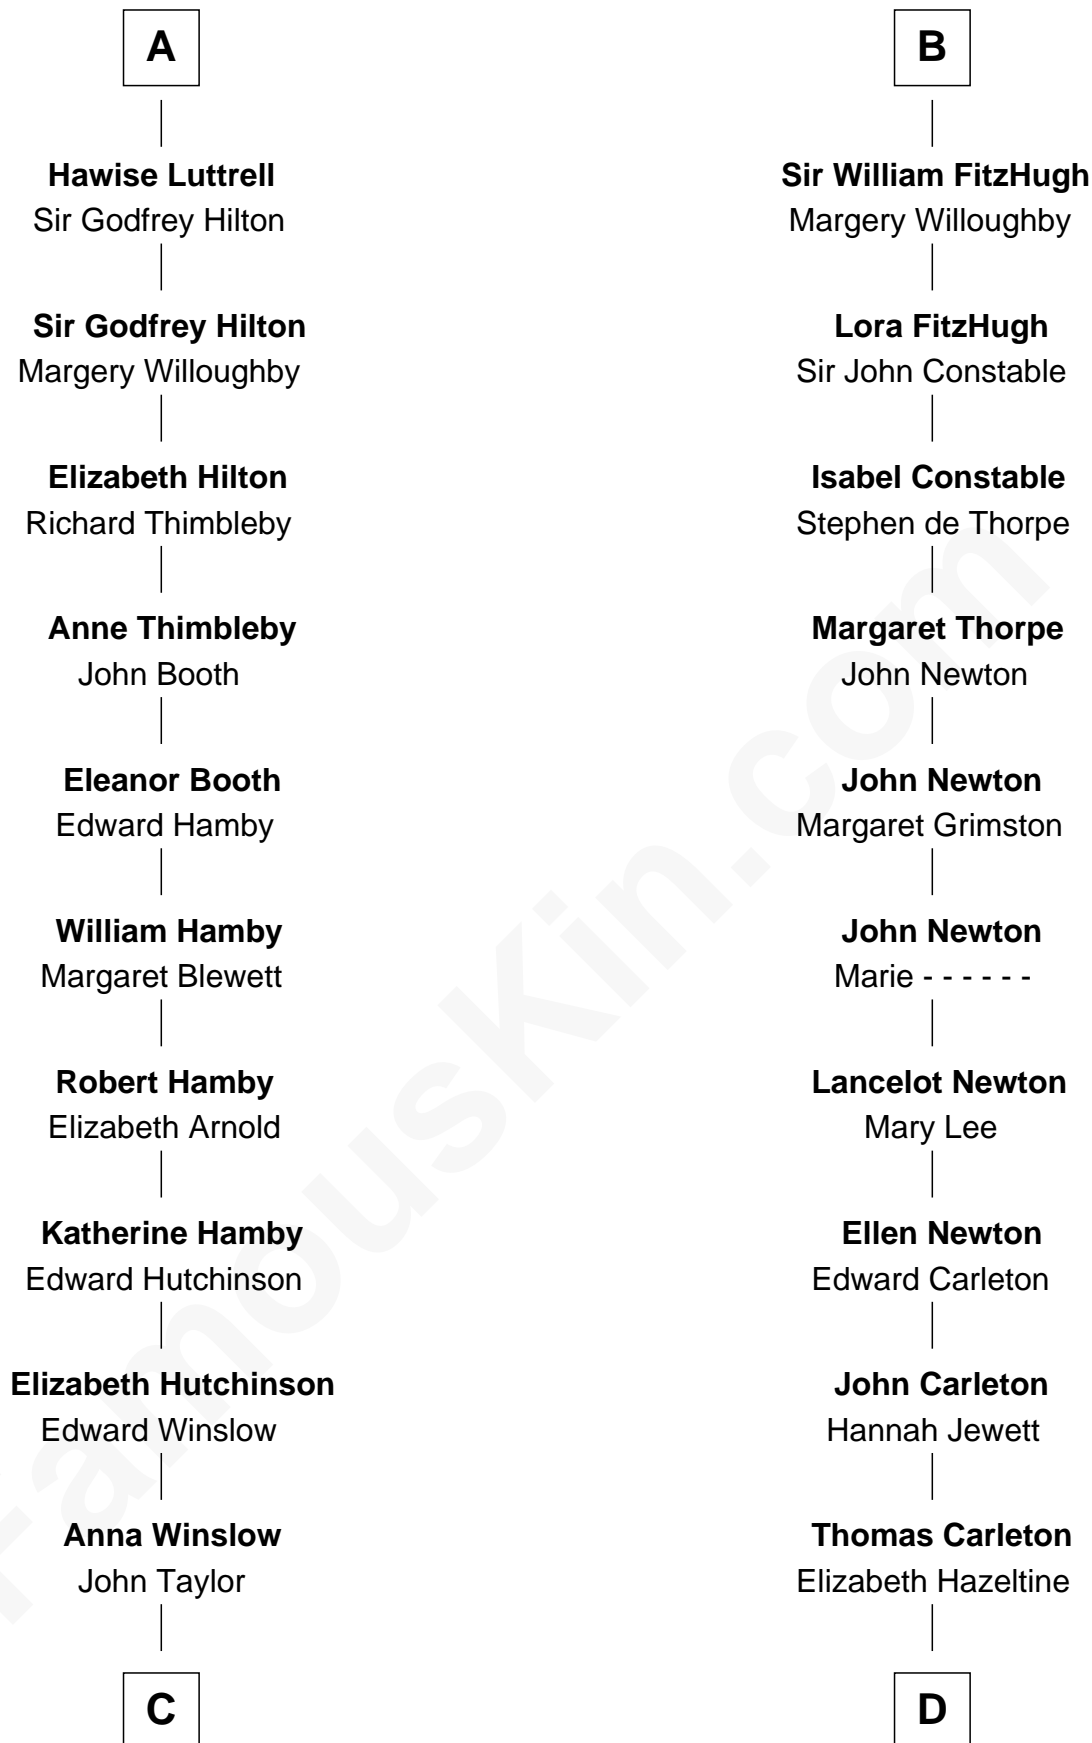 A
Hawise Luttrell
Sir Godfrey Hilton
Sir Godfrey Hilton
Margery Willoughby
Elizabeth Hilton
Richard Thimbleby
Anne Thimbleby
John Booth
Eleanor Booth
Edward Hamby
William Hamby
Margaret Blewett
Robert Hamby
Elizabeth Arnold
Katherine Hamby
Edward Hutchinson
Elizabeth Hutchinson
Edward Winslow
Anna Winslow
John Taylor
C
B
Sir William FitzHugh
Margery Willoughby
Lora FitzHugh
Sir John Constable
Isabel Constable
Stephen de Thorpe
Margaret Thorpe
John Newton
John Newton
Margaret Grimston
John Newton
Marie - - - - - -
Lancelot Newton
Mary Lee
Ellen Newton
Edward Carleton
John Carleton
Hannah Jewett
Thomas Carleton
Elizabeth Hazeltine
D
FamousKin.com